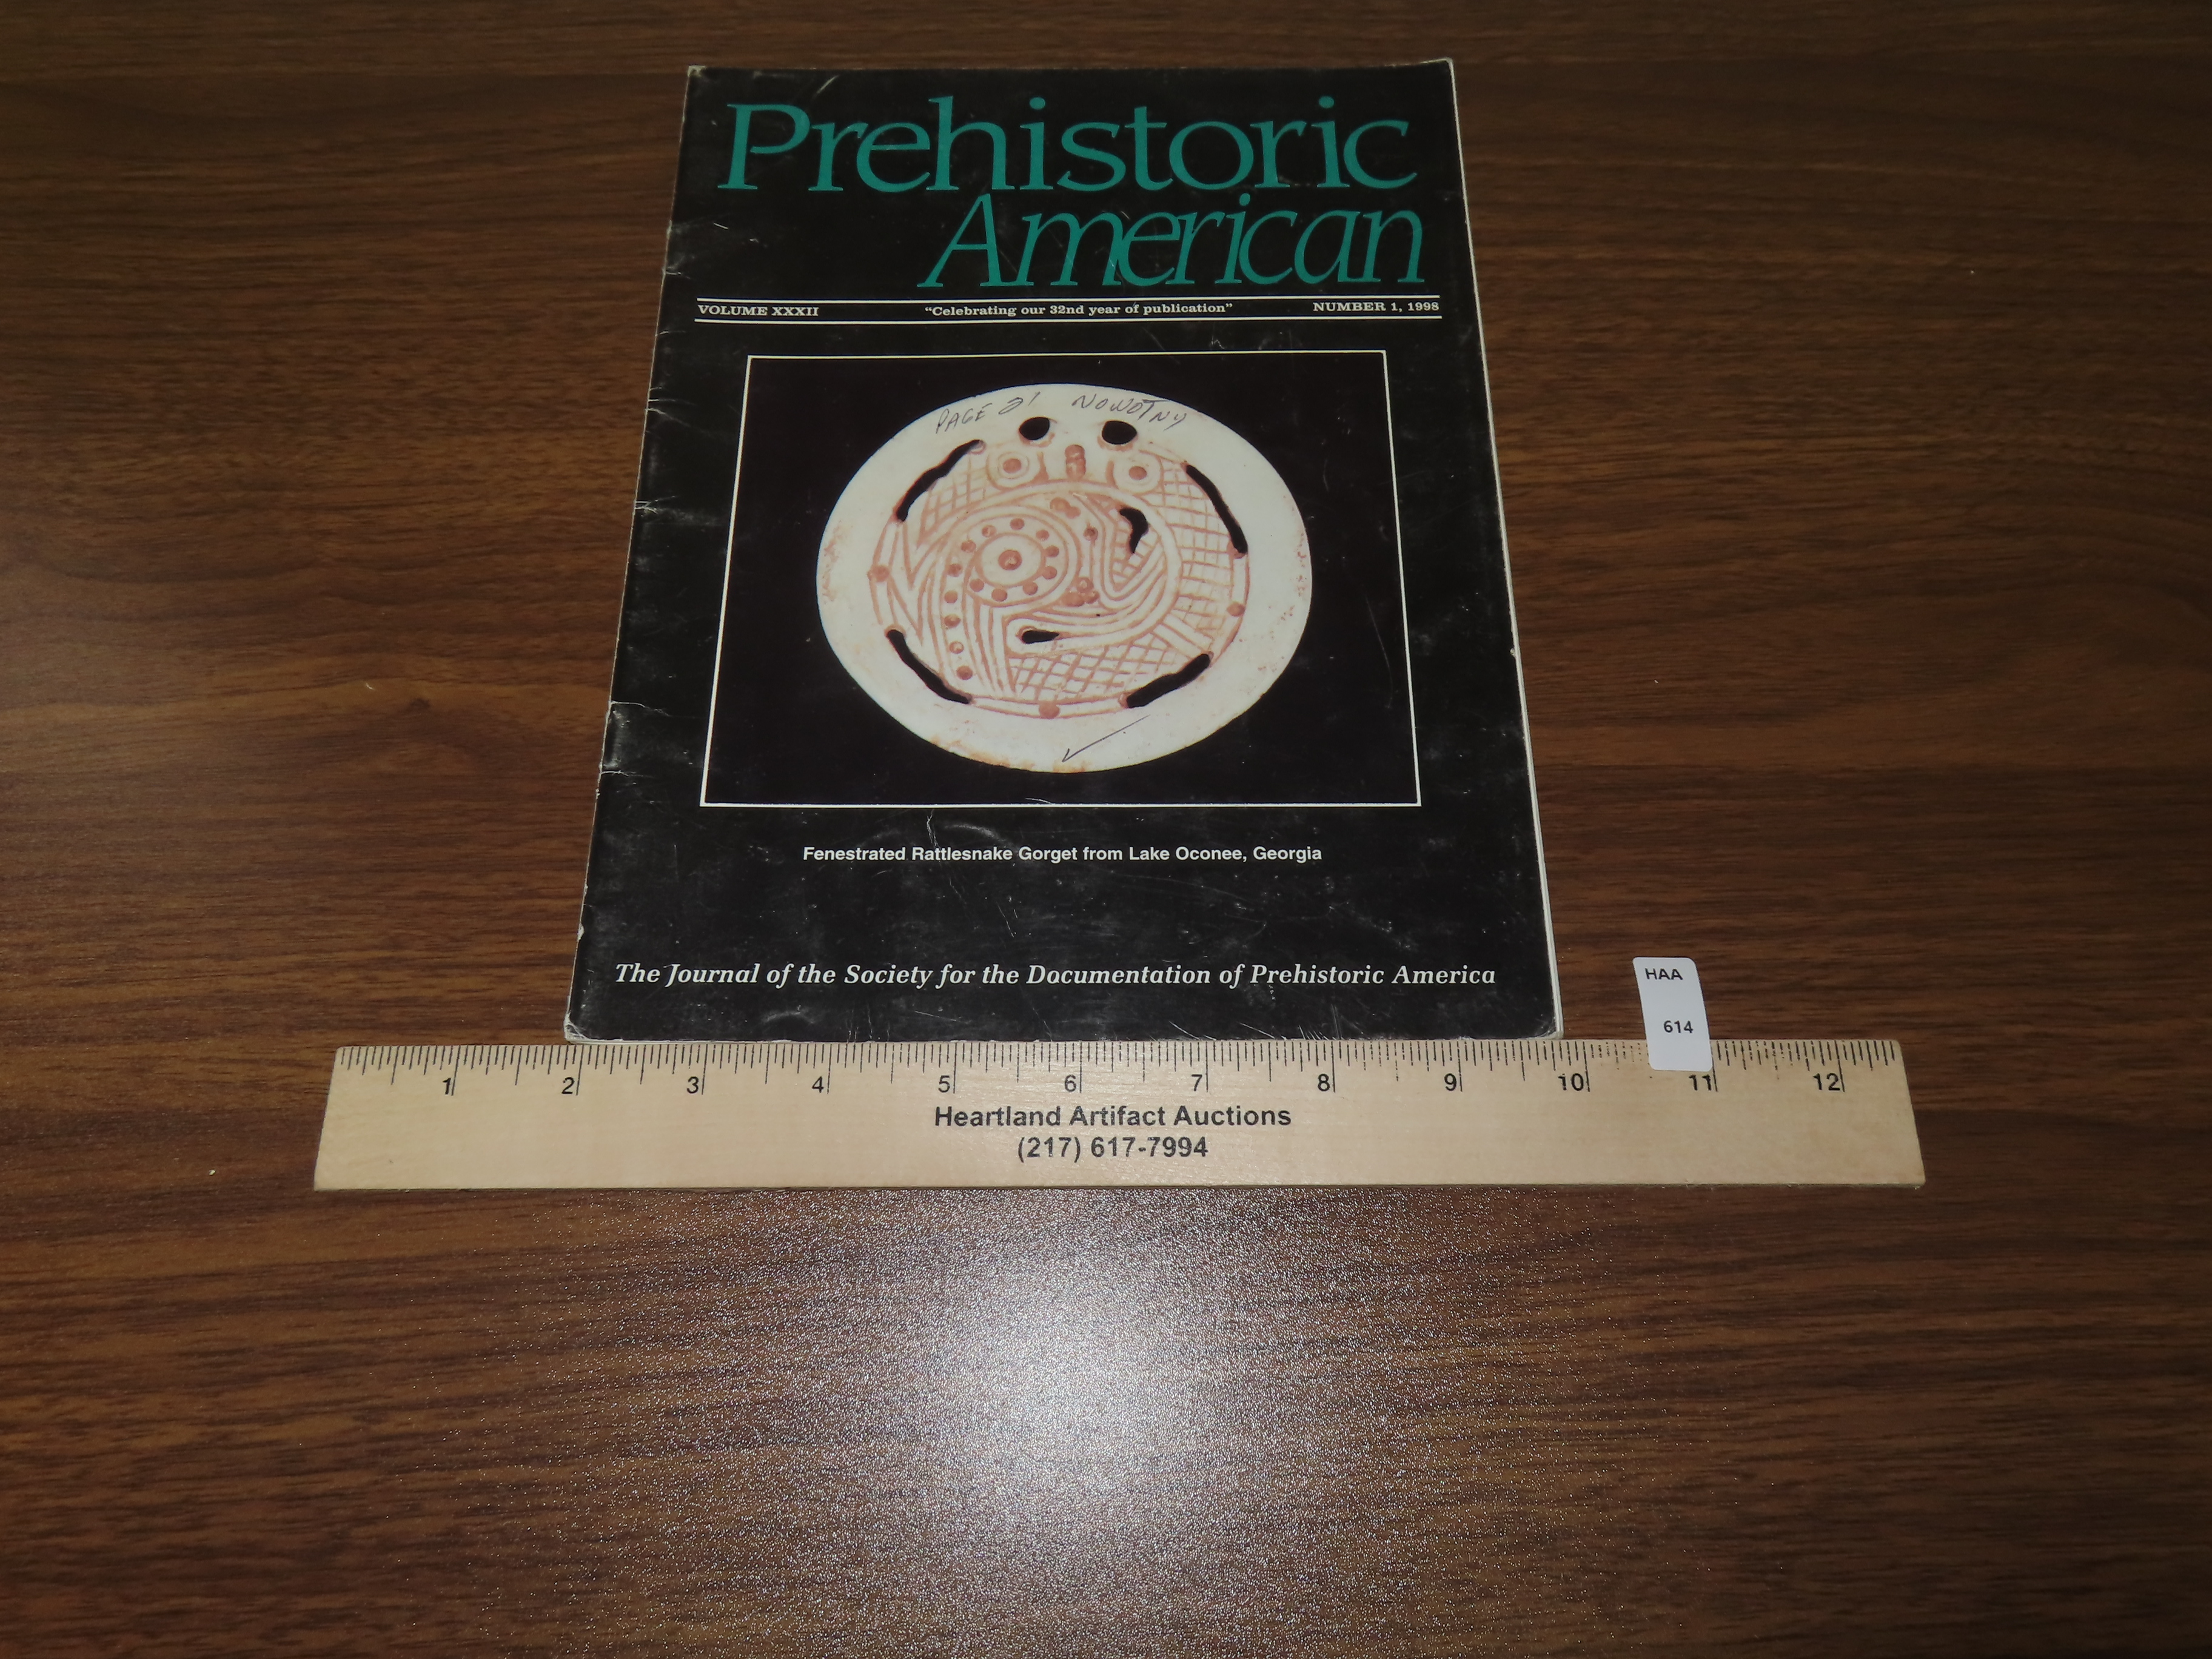 Prehistoric
American
VOLUME XXXII "Celebrating our 32nd year of publication" NUMBER 1, 1998
PAGE 21 NOWOTNY
Fenestrated Rattlesnake Gorget from Lake Oconee, Georgia
The Journal of the Society for the Documentation of Prehistoric America
HAA
614
1 2 3 4 5 6 7 8 9 10 11 12
Heartland Artifact Auctions
(217) 617-7994